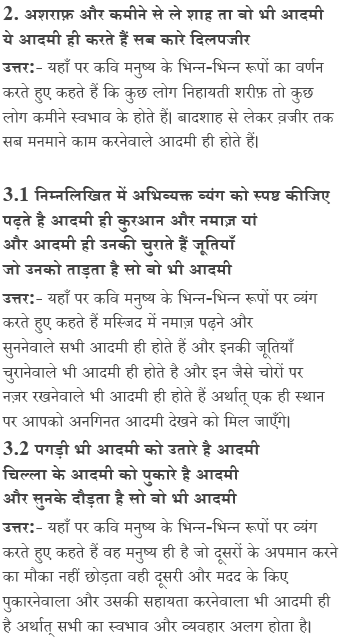 2. अशराफ़ और कमीने से ले शाह ता वो भी आदमी
ये आदमी ही करते हैं सब कारे दिलपजीर
उत्तर:- यहाँ पर कवि मनुष्य के भिन्न-भिन्न रूपों का वर्णन
करते हुए कहते हैं कि कुछ लोग निहायती शरीफ़ तो कुछ
लोग कमीने स्वभाव के होते हैं। बादशाह से लेकर वज़ीर तक
सब मनमाने काम करनेवाले आदमी ही होते हैं।
3.1 निम्नलिखित में अभिव्यक्त व्यंग को स्पष्ट कीजिए
पढ़ते है आदमी ही कुरआन और नमाज़ यां
और आदमी ही उनकी चुराते हैं जूतियाँ
जो उनको ताड़ता है सो वो भी आदमी
उत्तर:- यहाँ पर कवि मनुष्य के भिन्न-भिन्न रूपों पर व्यंग
करते हुए कहते हैं मस्जिद में नमाज़ पढ़ने और
सुननेवाले सभी आदमी ही होते हैं और इनकी जूतियाँ
चुरानेवाले भी आदमी ही होते है और इन जैसे चोरों पर
नज़र रखनेवाले भी आदमी ही होते हैं अर्थात् एक ही स्थान
पर आपको अनगिनत आदमी देखने को मिल जाएँगे।
3.2 पगड़ी भी आदमी को उतारे है आदमी
चिल्ला के आदमी को पुकारे है आदमी
और सुनके दौड़ता है सो वो भी आदमी
उत्तर:- यहाँ पर कवि मनुष्य के भिन्न-भिन्न रूपों पर व्यंग
करते हुए कहते हैं वह मनुष्य ही है जो दूसरों के अपमान करने
का मौका नहीं छोड़ता वही दूसरी और मदद के किए
पुकारनेवाला और उसकी सहायता करनेवाला भी आदमी ही
है अर्थात् सभी का स्वभाव और व्यवहार अलग होता है।